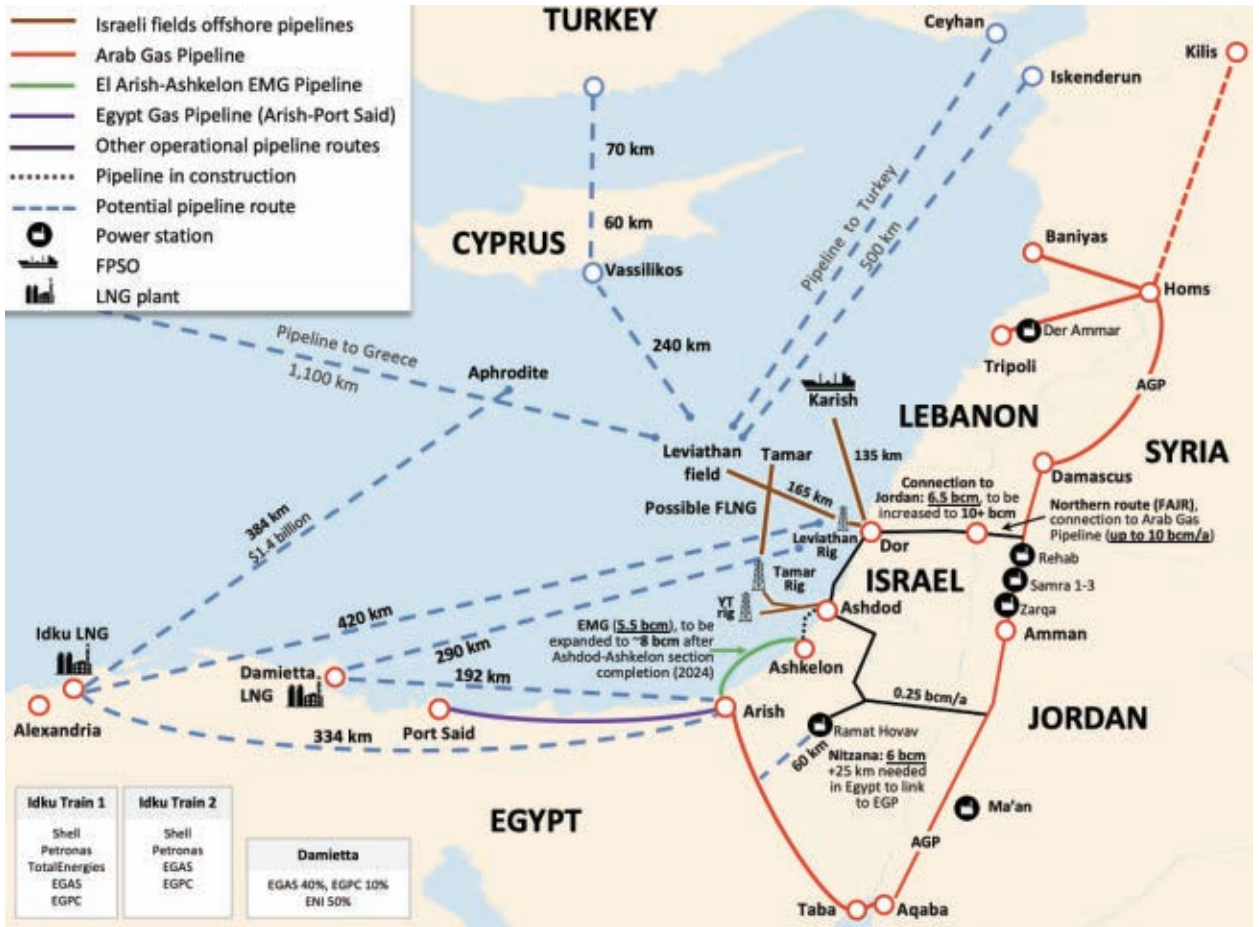 Israeli fields offshore pipelines
Arab Gas Pipeline
El Arish-Ashkelon EMG Pipeline
Egypt Gas Pipeline (Arish-Port Said)
Other operational pipeline routes
Pipeline in construction
Potential pipeline route
Power station
FPSO
LNG plant
TURKEY
Ceyhan
Kilis
Iskenderun
70 km
60 km
CYPRUS
Vassilikos
240 km
Pipeline to Turkey
500 km
Baniyas
Homs
Der Ammar
Tripoli
AGP
LEBANON
SYRIA
Damascus
Pipeline to Greece
1,100 km
Aphrodite
Karish
135 km
Leviathan
field
Tamar
165 km
Possible FLNG
Connection to
Jordan: 6.5 bcm, to be
increased to 10+ bcm
Northern route (FAJR),
connection to Arab Gas
Pipeline (up to 10 bcm/a)
384 km
$1.4 billion
Leviathan
Rig
Dor
Tamar
Rig
ISRAEL
Rehab
Samra 1-3
Zarqa
Amman
YT
rig
Ashdod
420 km
290 km
192 km
334 km
EMG (5.5 bcm), to be
expanded to ~8 bcm after
Ashdod-Ashkelon section
completion (2024)
Ashkelon
Idku LNG
Alexandria
Damietta
LNG
Port Said
Arish
0.25 bcm/a
JORDAN
Ramat Hovav
60 km
Nitzana: 6 bcm
+25 km needed
in Egypt to link
to EGP
Ma'an
EGYPT
AGP
Taba
Aqaba
Idku Train 1
Shell
Petronas
TotalEnergies
EGAS
EGPC
Idku Train 2
Shell
Petronas
EGAS
EGPC
Damietta
EGAS 40%, EGPC 10%
ENI 50%